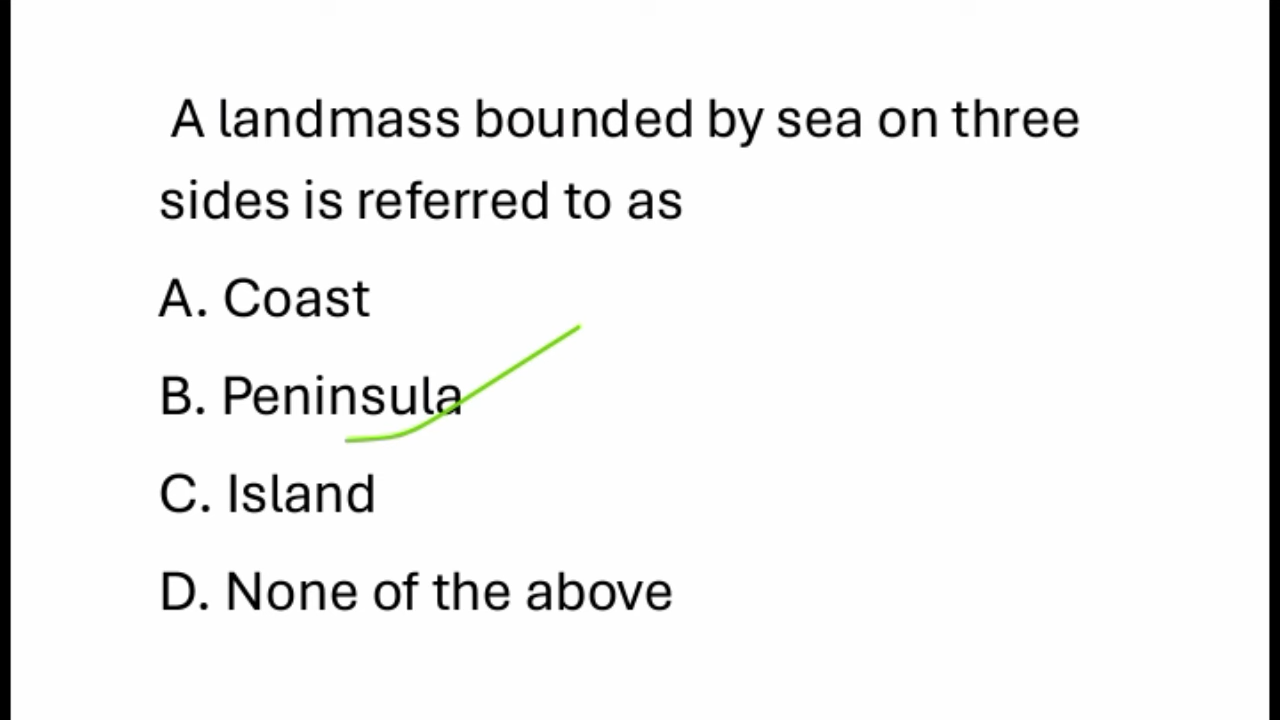 A landmass bounded by sea on three
sides is referred to as
A. Coast
B. Peninsula
C. Island
D. None of the above